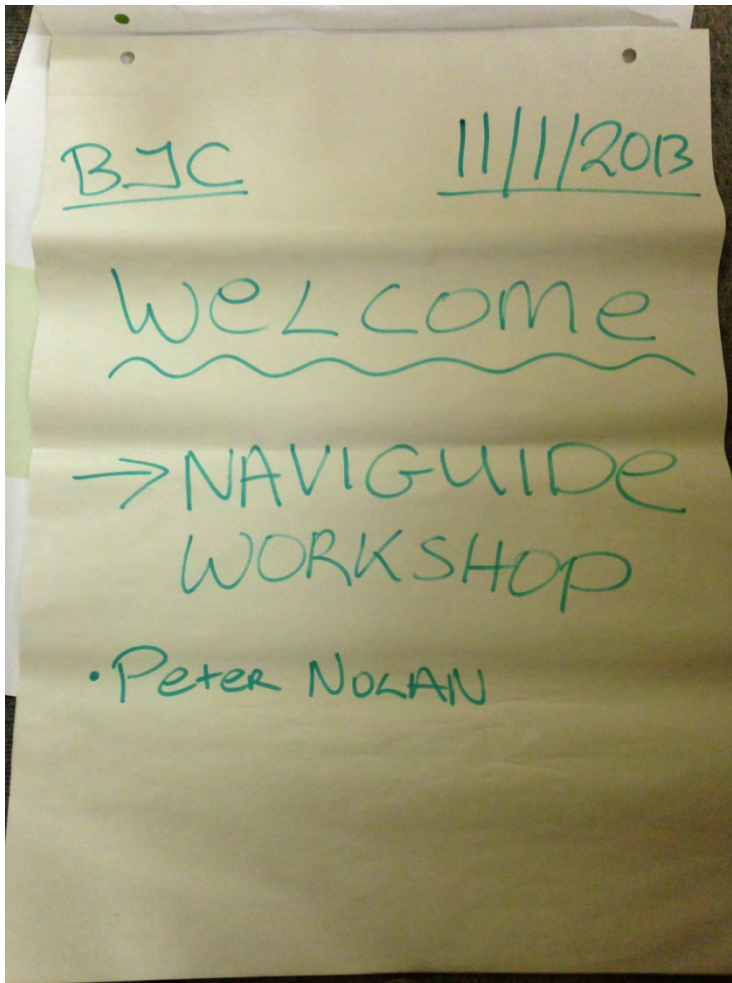 BJC 11/1/2013
WeLcome
→ NAVIGUIDe
WORKSHOP
• PeteR NOLAN